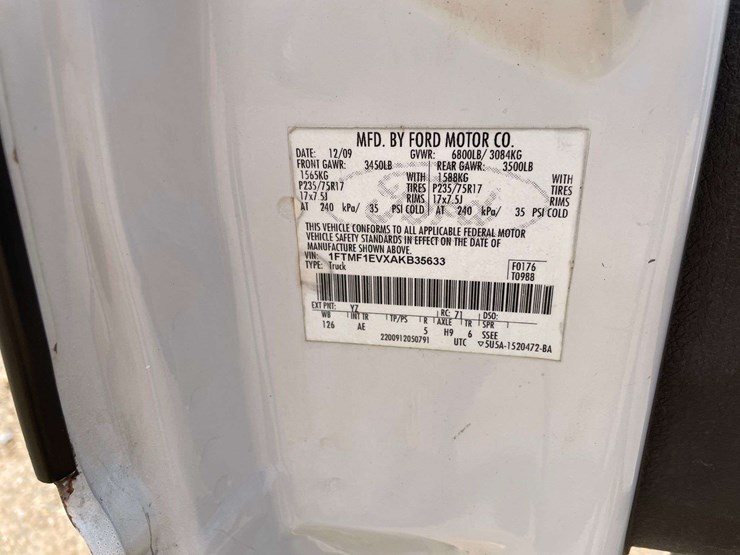 MFD. BY FORD MOTOR CO.
DATE: 12/09 GVWR: 6800LB/ 3084KG
FRONT GAWR: 3450LB REAR GAWR: 3500LB
1565KG WITH 1588KG WITH
P235/75R17 TIRES P235/75R17 TIRES
17x7.5J RIMS 17x7.5J RIMS
AT 240 kPa/ 35 PSI COLD AT 240 kPa/ 35 PSI COLD
THIS VEHICLE CONFORMS TO ALL APPLICABLE FEDERAL MOTOR
VEHICLE SAFETY STANDARDS IN EFFECT ON THE DATE OF
MANUFACTURE SHOWN ABOVE.
VIN: 1FTMF1EVXAKB35633
TYPE: Truck
F0176
T0988
EXT PNT: YZ RC: 71 DSO:
WB INT TR TP/PS R AXLE TR SPR
126 AE 5 H9 6 SSEE
2200912050791 UTC ▽5U5A-1520472-BA